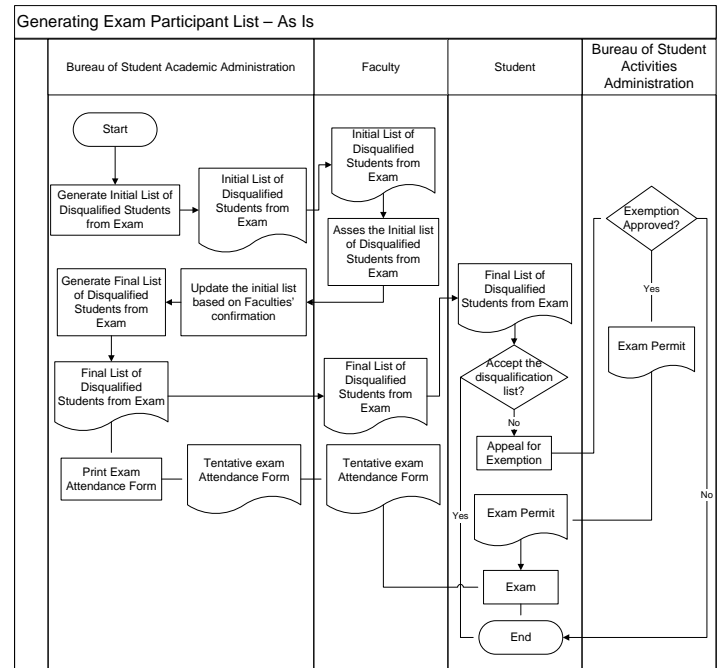 Generating Exam Participant List – As Is
Bureau of Student Academic Administration
Faculty
Student
Bureau of Student
Activities
Administration
Start
Generate Initial List of
Disqualified Students
from Exam
Initial List of
Disqualified
Students from
Exam
Initial List of
Disqualified
Students from
Exam
Asses the Initial list
of Disqualified
Students from
Exam
Update the initial list
based on Faculties'
confirmation
Generate Final List
of Disqualified
Students from
Exam
Final List of
Disqualified
Students from Exam
Final List of
Disqualified
Students from
Exam
Final List of
Disqualified
Students from Exam
Accept the
disqualification
list?
No
Appeal for
Exemption
Exemption
Approved?
Yes
Exam Permit
No
Print Exam
Attendance Form
Tentative exam
Attendance Form
Tentative exam
Attendance Form
Yes
Exam Permit
Exam
End